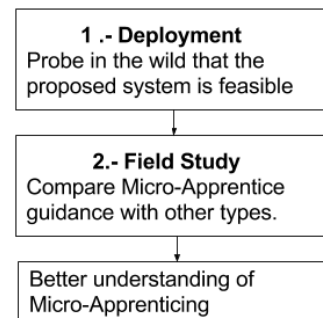 1 .- Deployment
Probe in the wild that the
proposed system is feasible
2.- Field Study
Compare Micro-Apprentice
guidance with other types.
Better understanding of
Micro-Apprenticing